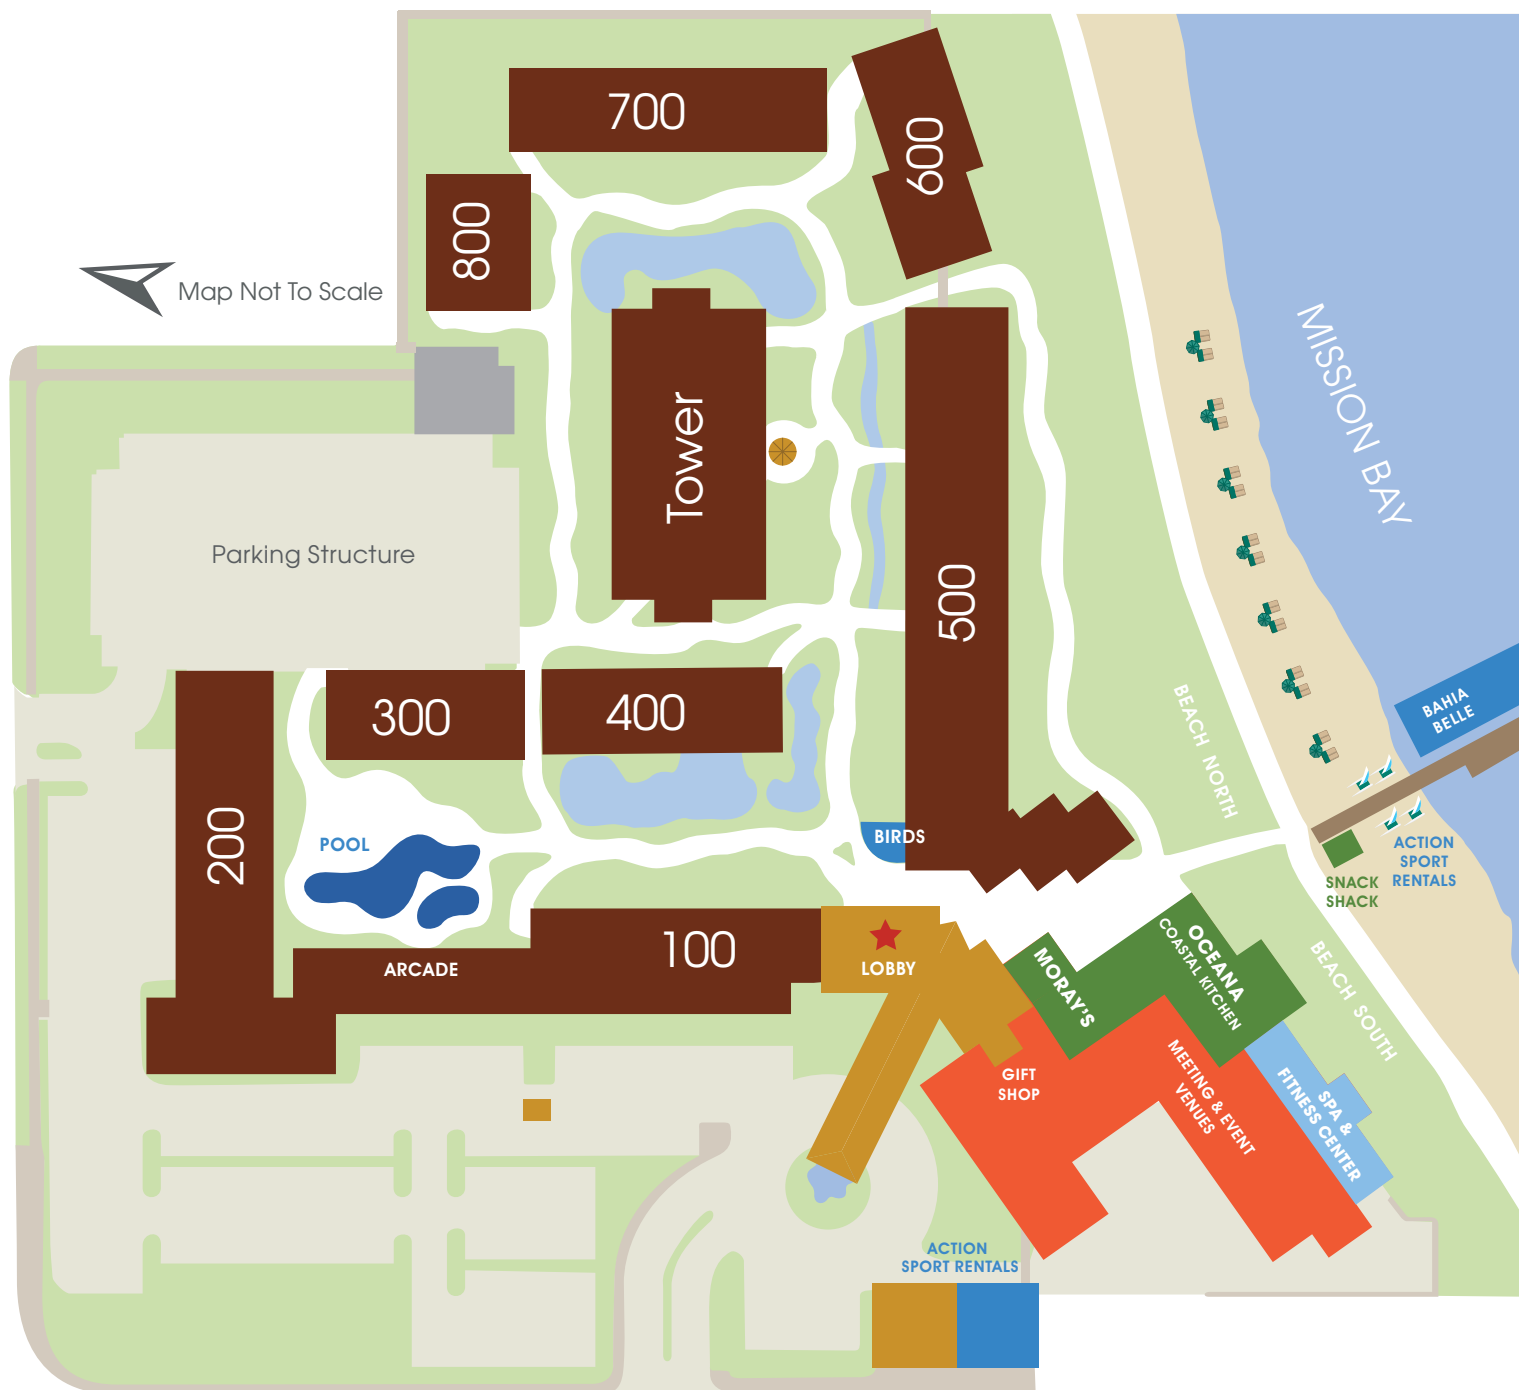 700
600
800
Map Not To Scale
MISSION BAY
Tower
Parking Structure
500
300
400
BAHIA
BELLE
BEACH NORTH
200
POOL
BIRDS
ACTION
SPORT
RENTALS
SNACK
SHACK
100
ARCADE
LOBBY
MORAY'S
OCEANA
COASTAL KITCHEN
BEACH SOUTH
GIFT
SHOP
MEETING & EVENT
VENUES
SPA &
FITNESS CENTER
ACTION
SPORT RENTALS